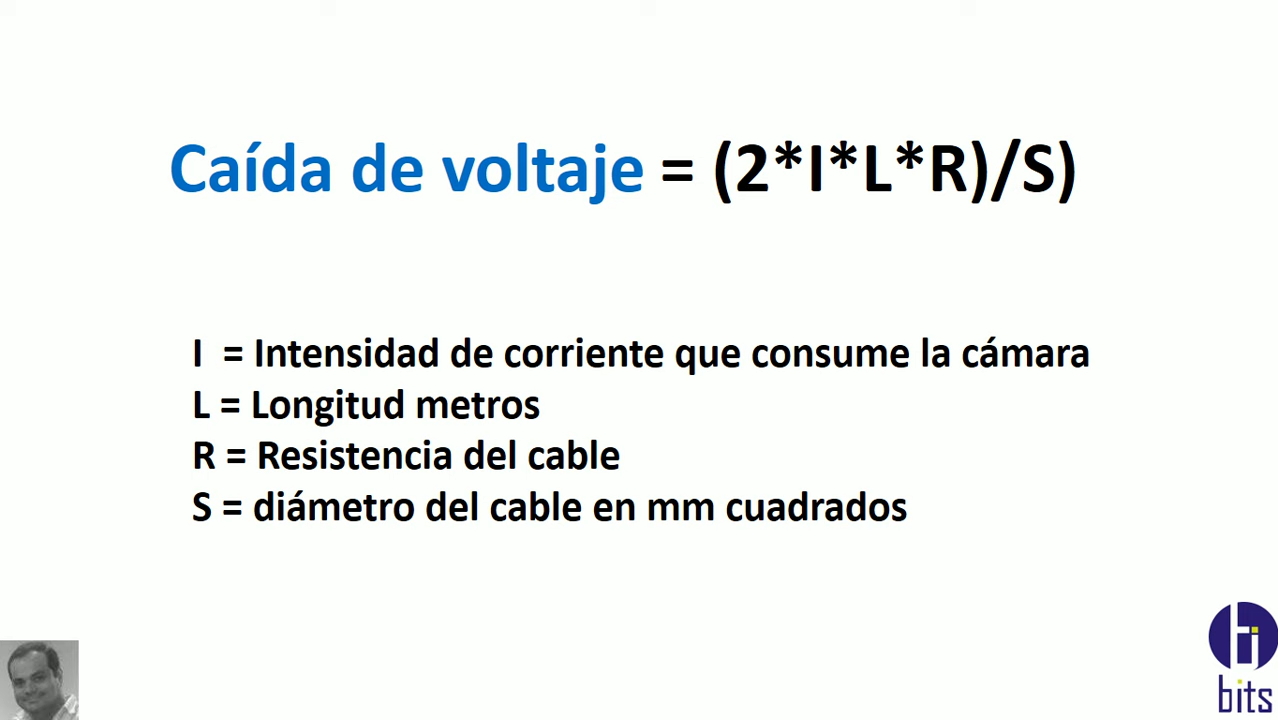 Caída de voltaje = (2*I*L*R)/S)
I = Intensidad de corriente que consume la cámara
L = Longitud metros
R = Resistencia del cable
S = diámetro del cable en mm cuadrados
bits